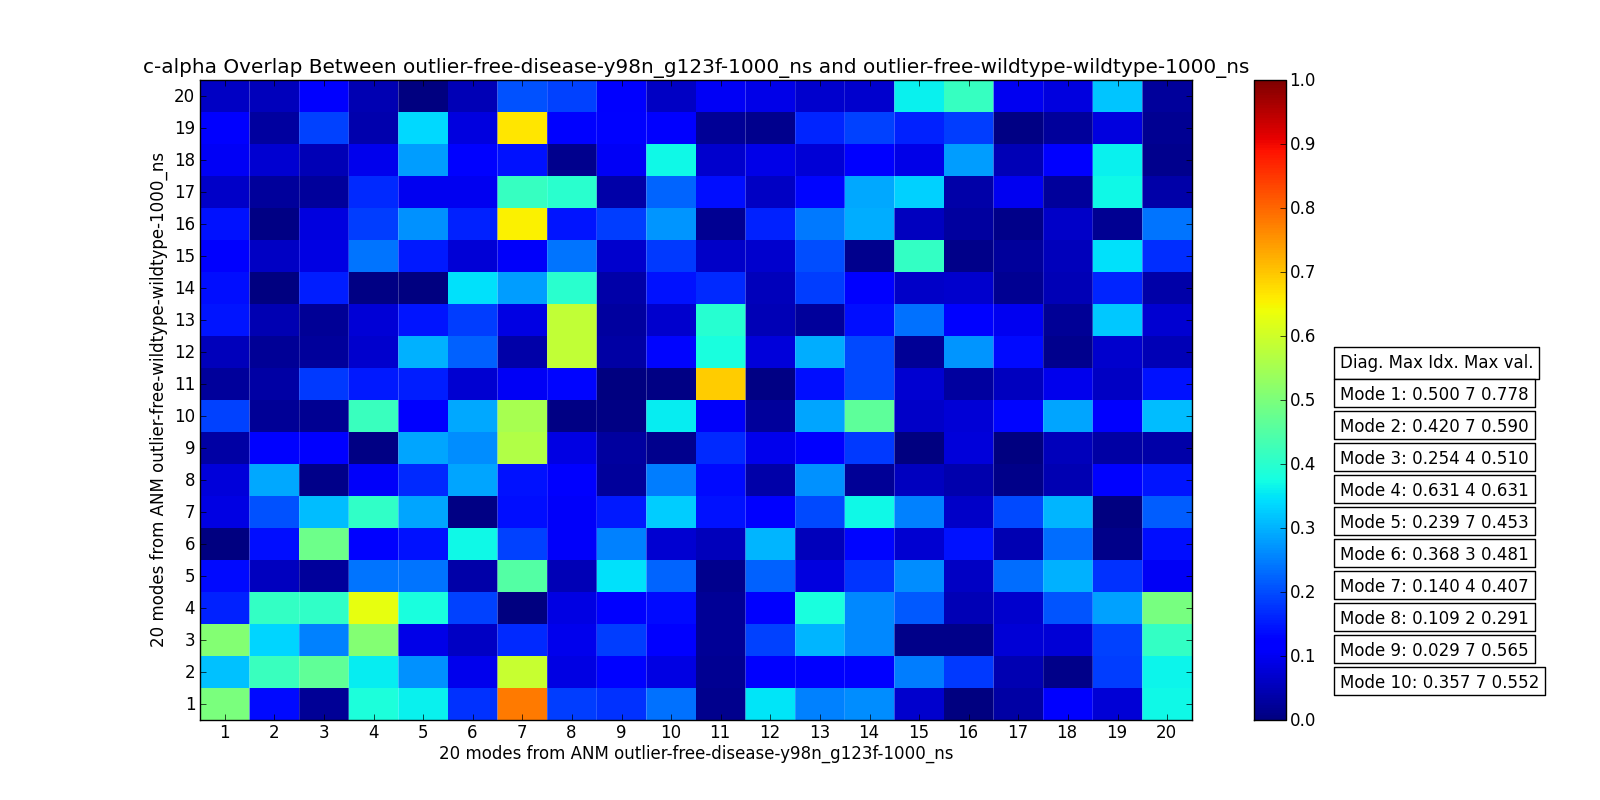 c-alpha Overlap Between outlier-free-disease-y98n_g123f-1000_ns and outlier-free-wildtype-wildtype-1000_ns
20 modes from ANM outlier-free-wildtype-wildtype-1000_ns
20
19
18
17
16
15
14
13
12
11
10
9
8
7
6
5
4
3
2
1
1 2 3 4 5 6 7 8 9 10 11 12 13 14 15 16 17 18 19 20
20 modes from ANM outlier-free-disease-y98n_g123f-1000_ns
1.0
0.9
0.8
0.7
0.6
0.5
0.4
0.3
0.2
0.1
0.0
Diag. Max Idx. Max val.
Mode 1: 0.500 7 0.778
Mode 2: 0.420 7 0.590
Mode 3: 0.254 4 0.510
Mode 4: 0.631 4 0.631
Mode 5: 0.239 7 0.453
Mode 6: 0.368 3 0.481
Mode 7: 0.140 4 0.407
Mode 8: 0.109 2 0.291
Mode 9: 0.029 7 0.565
Mode 10: 0.357 7 0.552